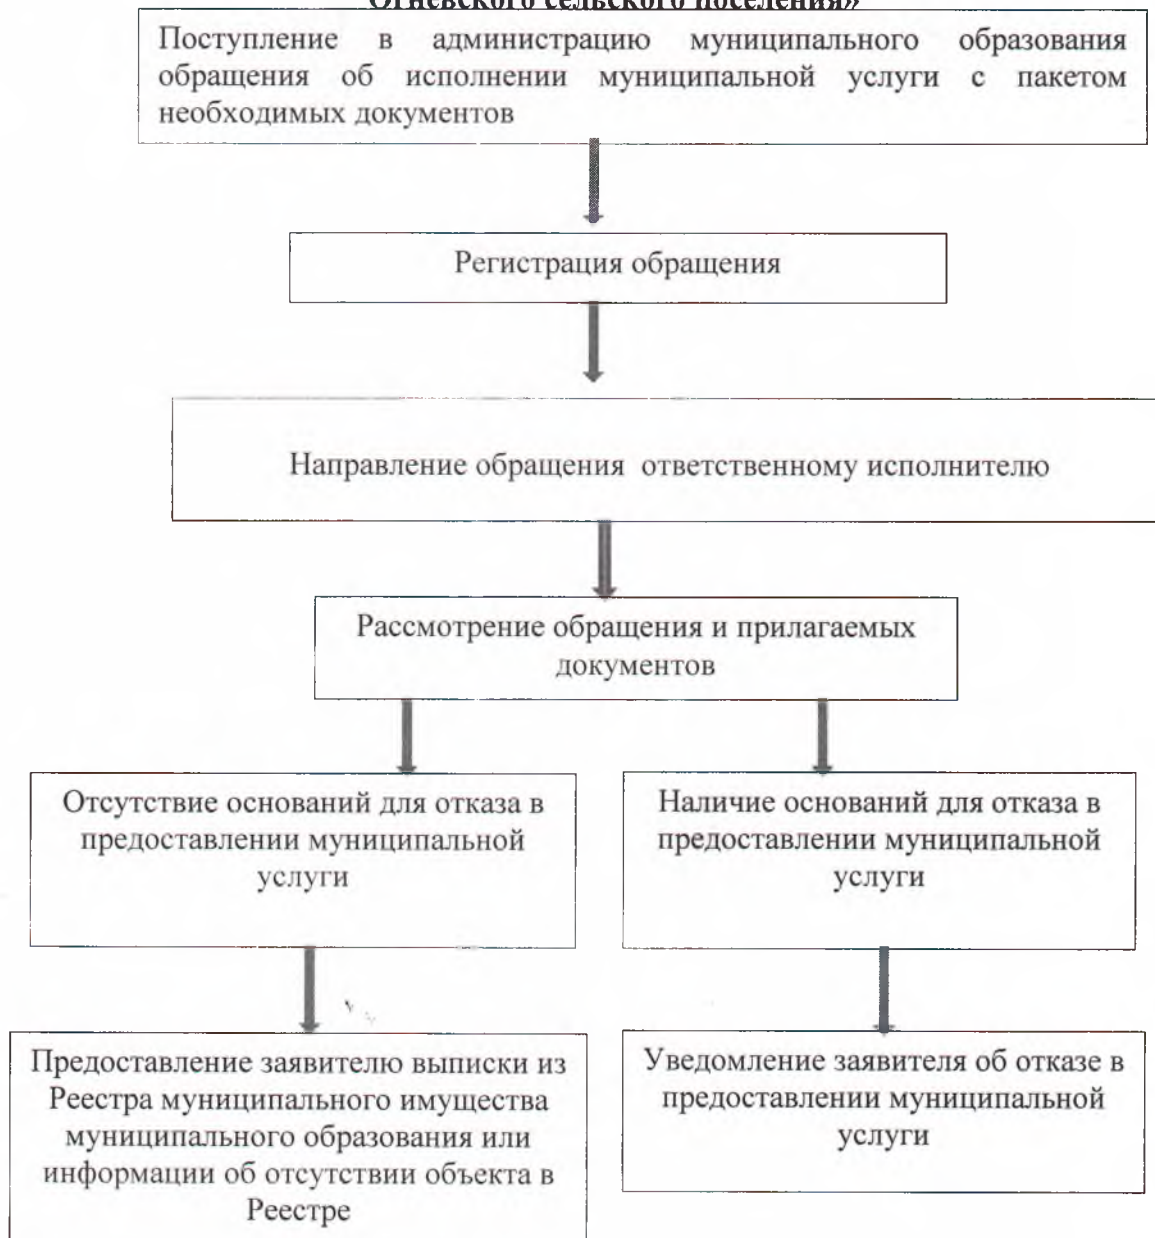 Огневского сельского поселения»
Поступление в администрацию муниципального образования
обращения об исполнении муниципальной услуги с пакетом
необходимых документов
Регистрация обращения
Направление обращения ответственному исполнителю
Рассмотрение обращения и прилагаемых
документов
Отсутствие оснований для отказа в
предоставлении муниципальной
услуги
Наличие оснований для отказа в
предоставлении муниципальной
услуги
Предоставление заявителю выписки из
Реестра муниципального имущества
муниципального образования или
информации об отсутствии объекта в
Реестре
Уведомление заявителя об отказе в
предоставлении муниципальной
услуги